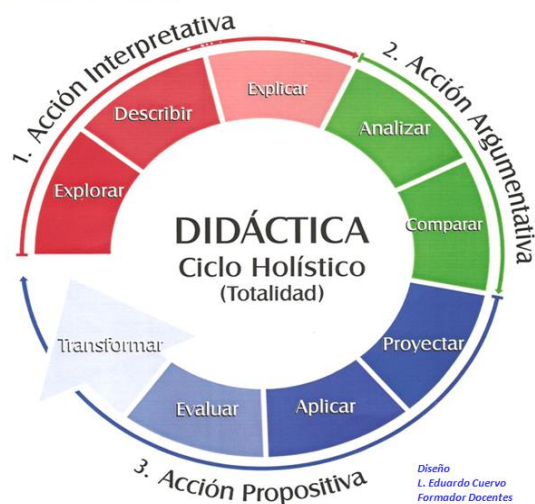 1. Acción Interpretativa
Explorar
Describir
Explicar
2. Acción Argumentativa
Analizar
Comparar
DIDÁCTICA
Ciclo Holístico
(Totalidad)
Proyectar
Aplicar
Evaluar
Transformar
3. Acción Propositiva
Diseño
L. Eduardo Cuervo
Formador Docentes